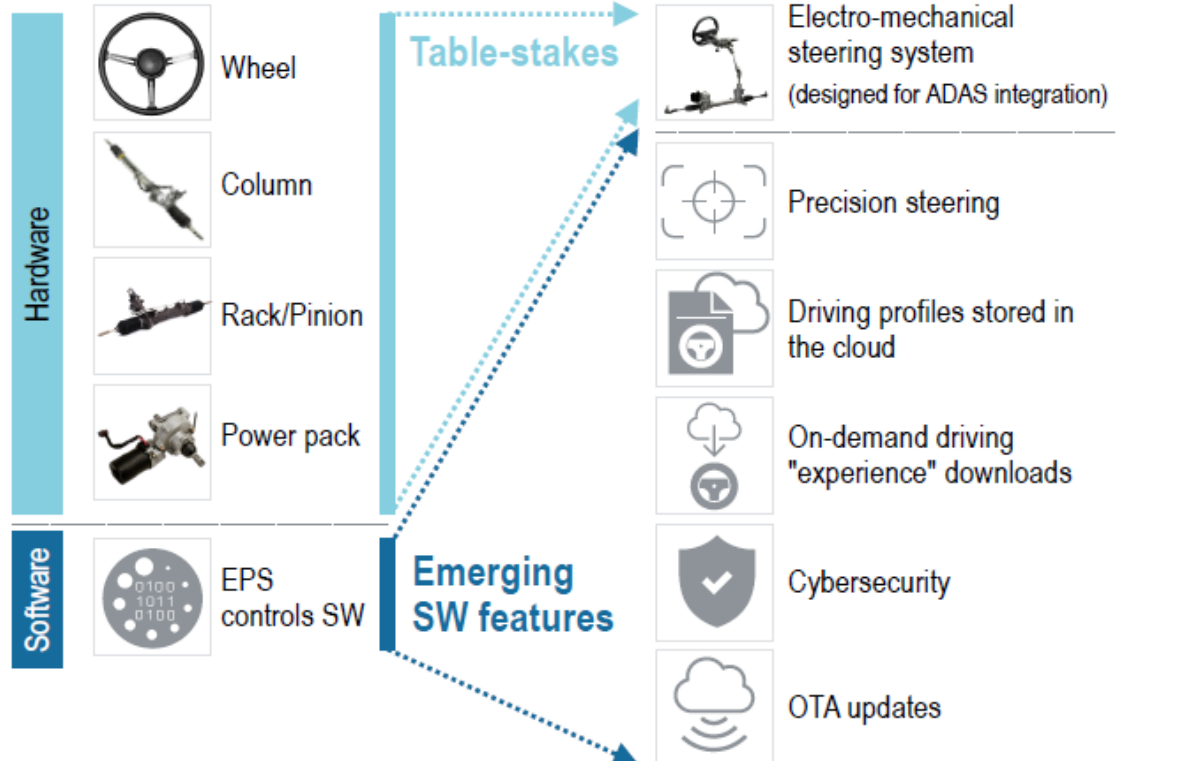 Hardware
Wheel
Column
Rack/Pinion
Power pack
Software
0100
1011
0100
EPS
controls SW
Table-stakes
Emerging
SW features
Electro-mechanical
steering system
(designed for ADAS integration)
Precision steering
Driving profiles stored in
the cloud
On-demand driving
"experience" downloads
Cybersecurity
OTA updates